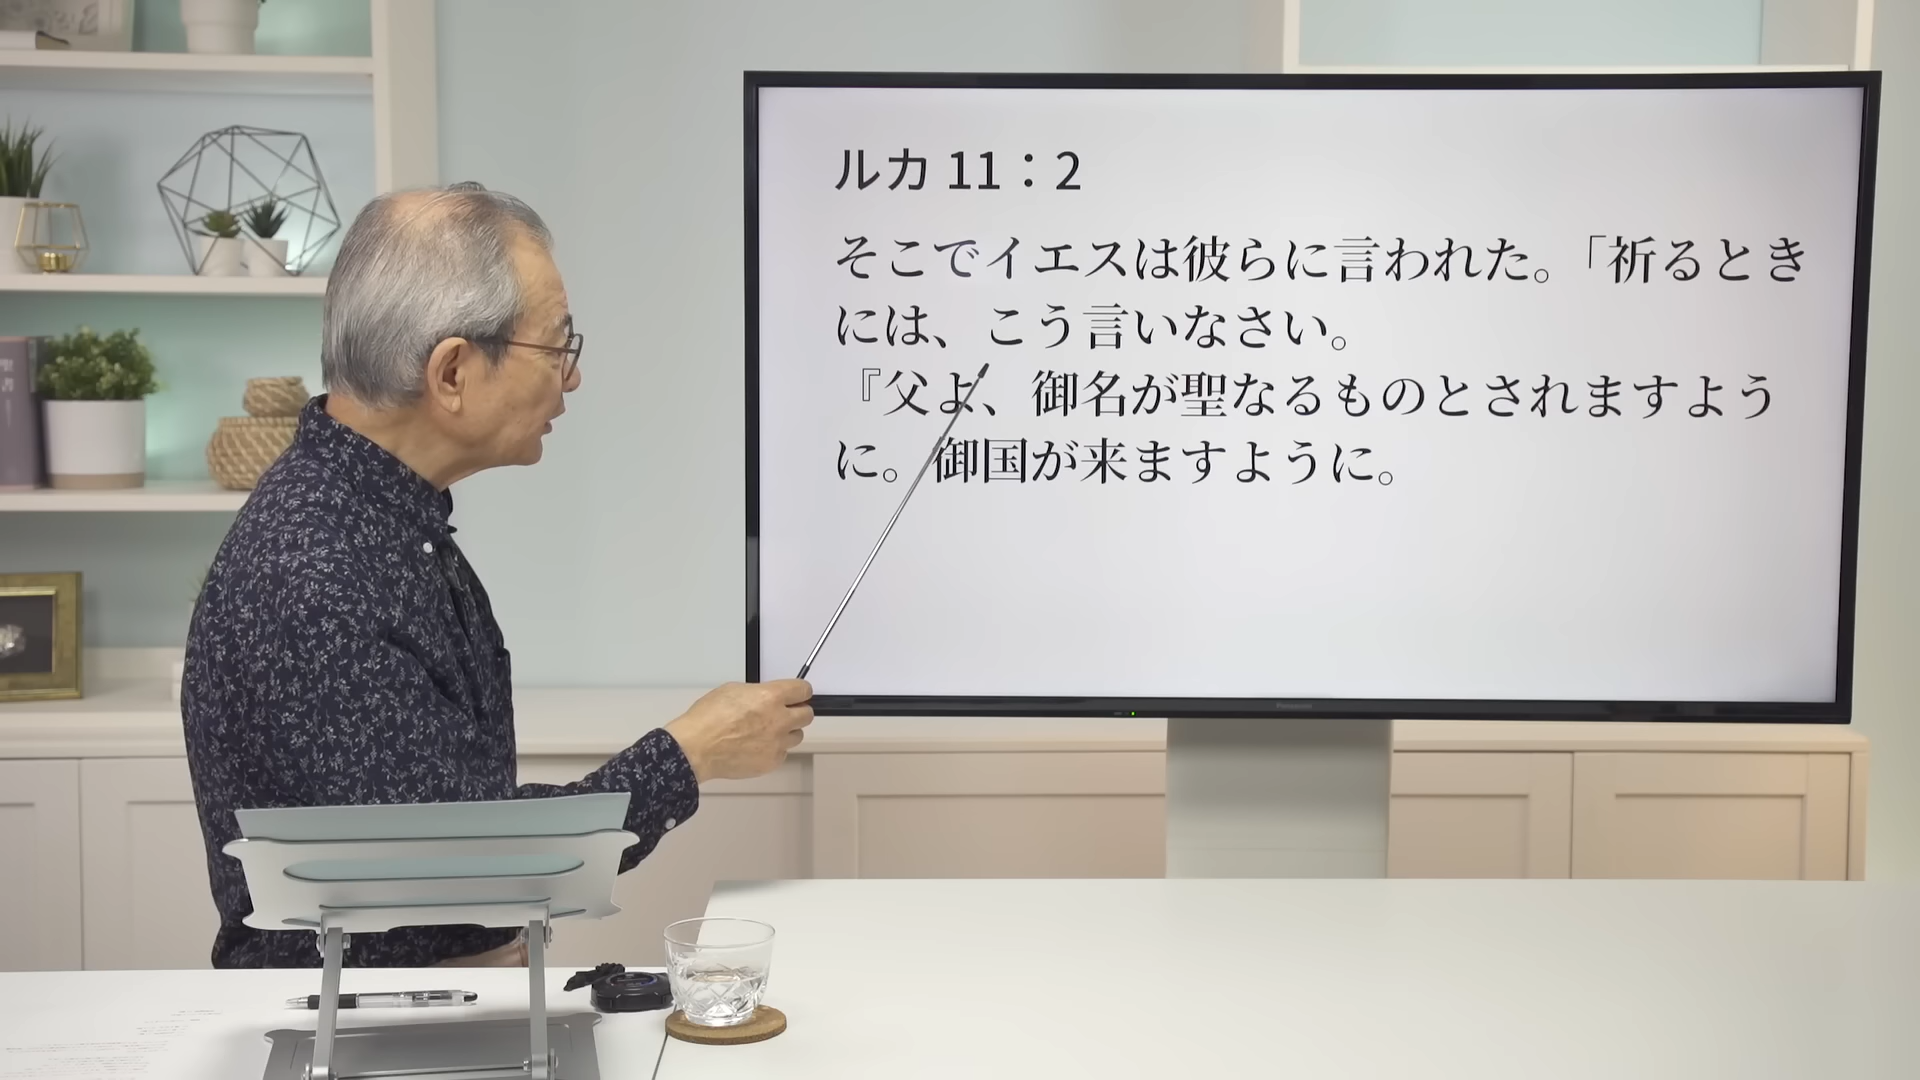 ルカ 11：2
そこでイエスは彼らに言われた。「祈るとき
には、こう言いなさい。
『父よ、御名が聖なるものとされますよう
に。御国が来ますように。
Panasonic
聖書